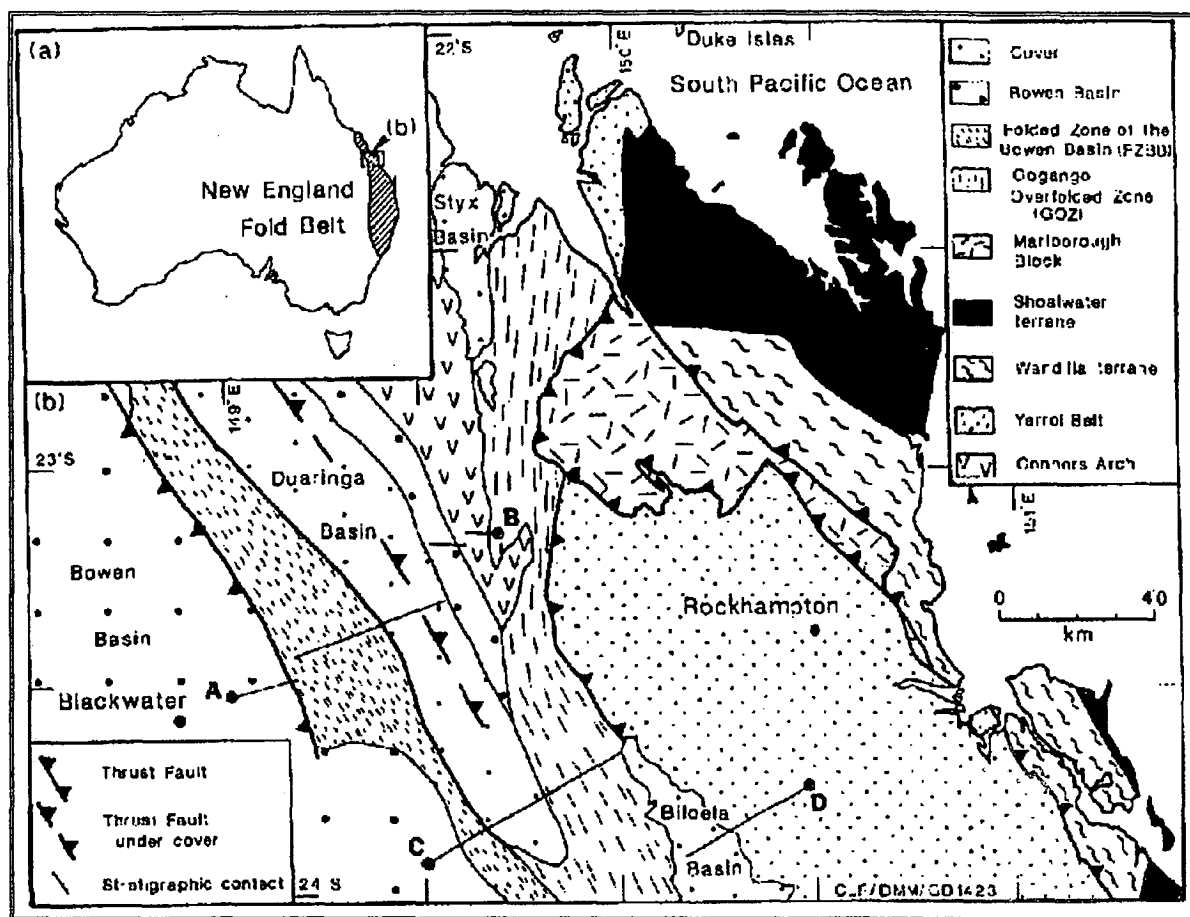 (a)
(b)
New England
Fold Belt
22°S
Duke Isles
150°E
South Pacific Ocean
Cover
Bowen Basin
Folded Zone of the
Bowen Basin (FZBB)
Gogango
Overfolded Zone
(GOZ)
Marlborough
Block
Shoalwater
terrane
Wandilla terrane
Yarrol Belt
Connors Arch
Styx
Basin
(b)
149°E
23°S
Duaringa
Basin
B
151°E
Bowen
Basin
Rockhampton
0 40
km
Blackwater
A
Thrust Fault
Thrust Fault
under cover
Stratigraphic contact
24°S
C
Biloela
Basin
D